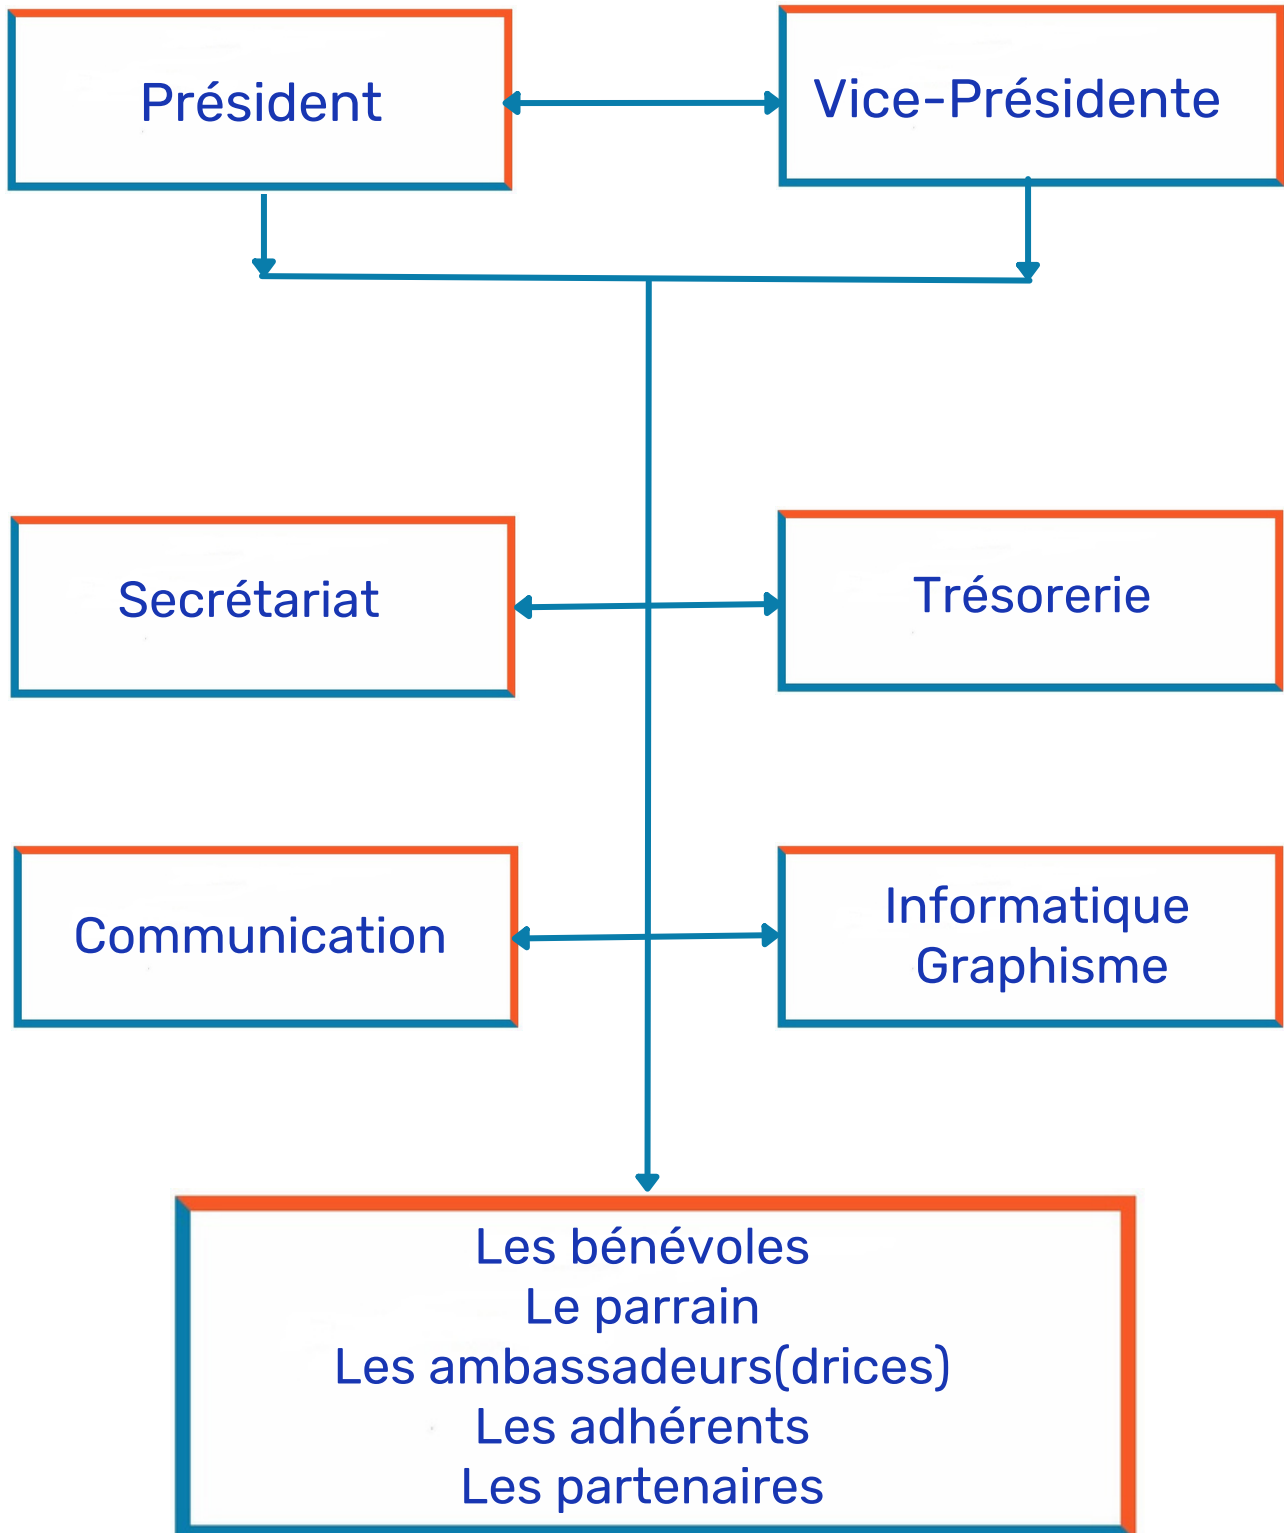 Président
Vice-Présidente
Secrétariat
Trésorerie
Communication
Informatique
Graphisme
Les bénévoles
Le parrain
Les ambassadeurs(drices)
Les adhérents
Les partenaires